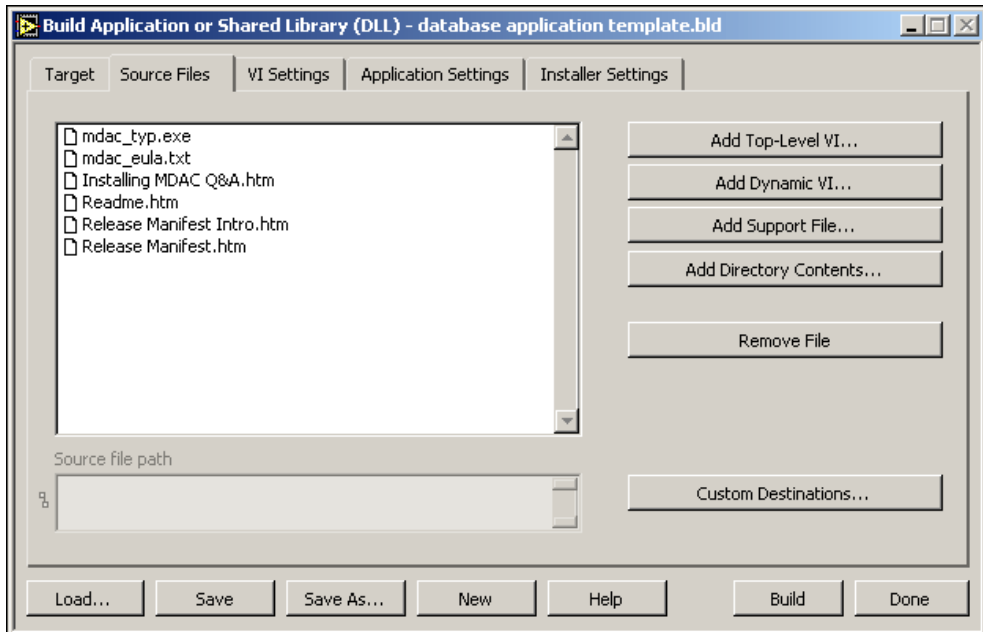 Build Application or Shared Library (DLL) - database application template.bld
Target Source Files VI Settings Application Settings Installer Settings
mdac_typ.exe
mdac_eula.txt
Installing MDAC Q&A.htm
Readme.htm
Release Manifest Intro.htm
Release Manifest.htm
Add Top-Level VI...
Add Dynamic VI...
Add Support File...
Add Directory Contents...
Remove File
Source file path
Custom Destinations...
Load... Save Save As... New Help Build Done